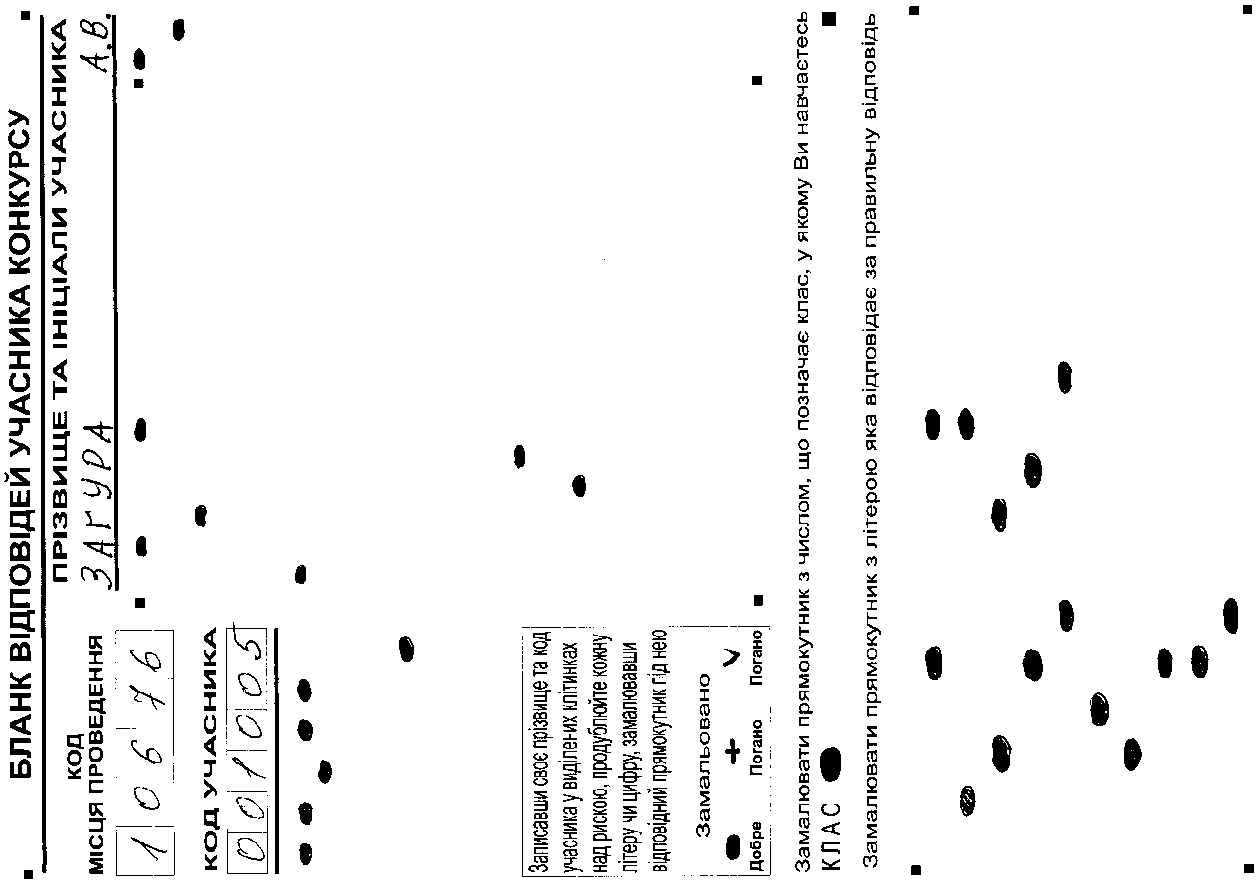 БЛАНК ВІДПОВІДЕЙ УЧАСНИКА КОНКУРСУ
КОД
МІСЦЯ ПРОВЕДЕННЯ
106 76
ПРІЗВИЩЕ ТА ІНІЦІАЛИ УЧАСНИКА
ЗАГУРА А.В.
КОД УЧАСНИКА
001005
Записавши своє прізвище та код
учасника у виділених клітинках
над рискою, продублюйте кожну
літеру чи цифру, замалювавши
відповідний прямокутник під нею
Замальовано
Добре Погано Погано
Замалювати прямокутник з числом, що позначає клас, у якому Ви навчаєтесь
КЛАС
Замалювати прямокутник з літерою яка відповідає за правильну відповідь